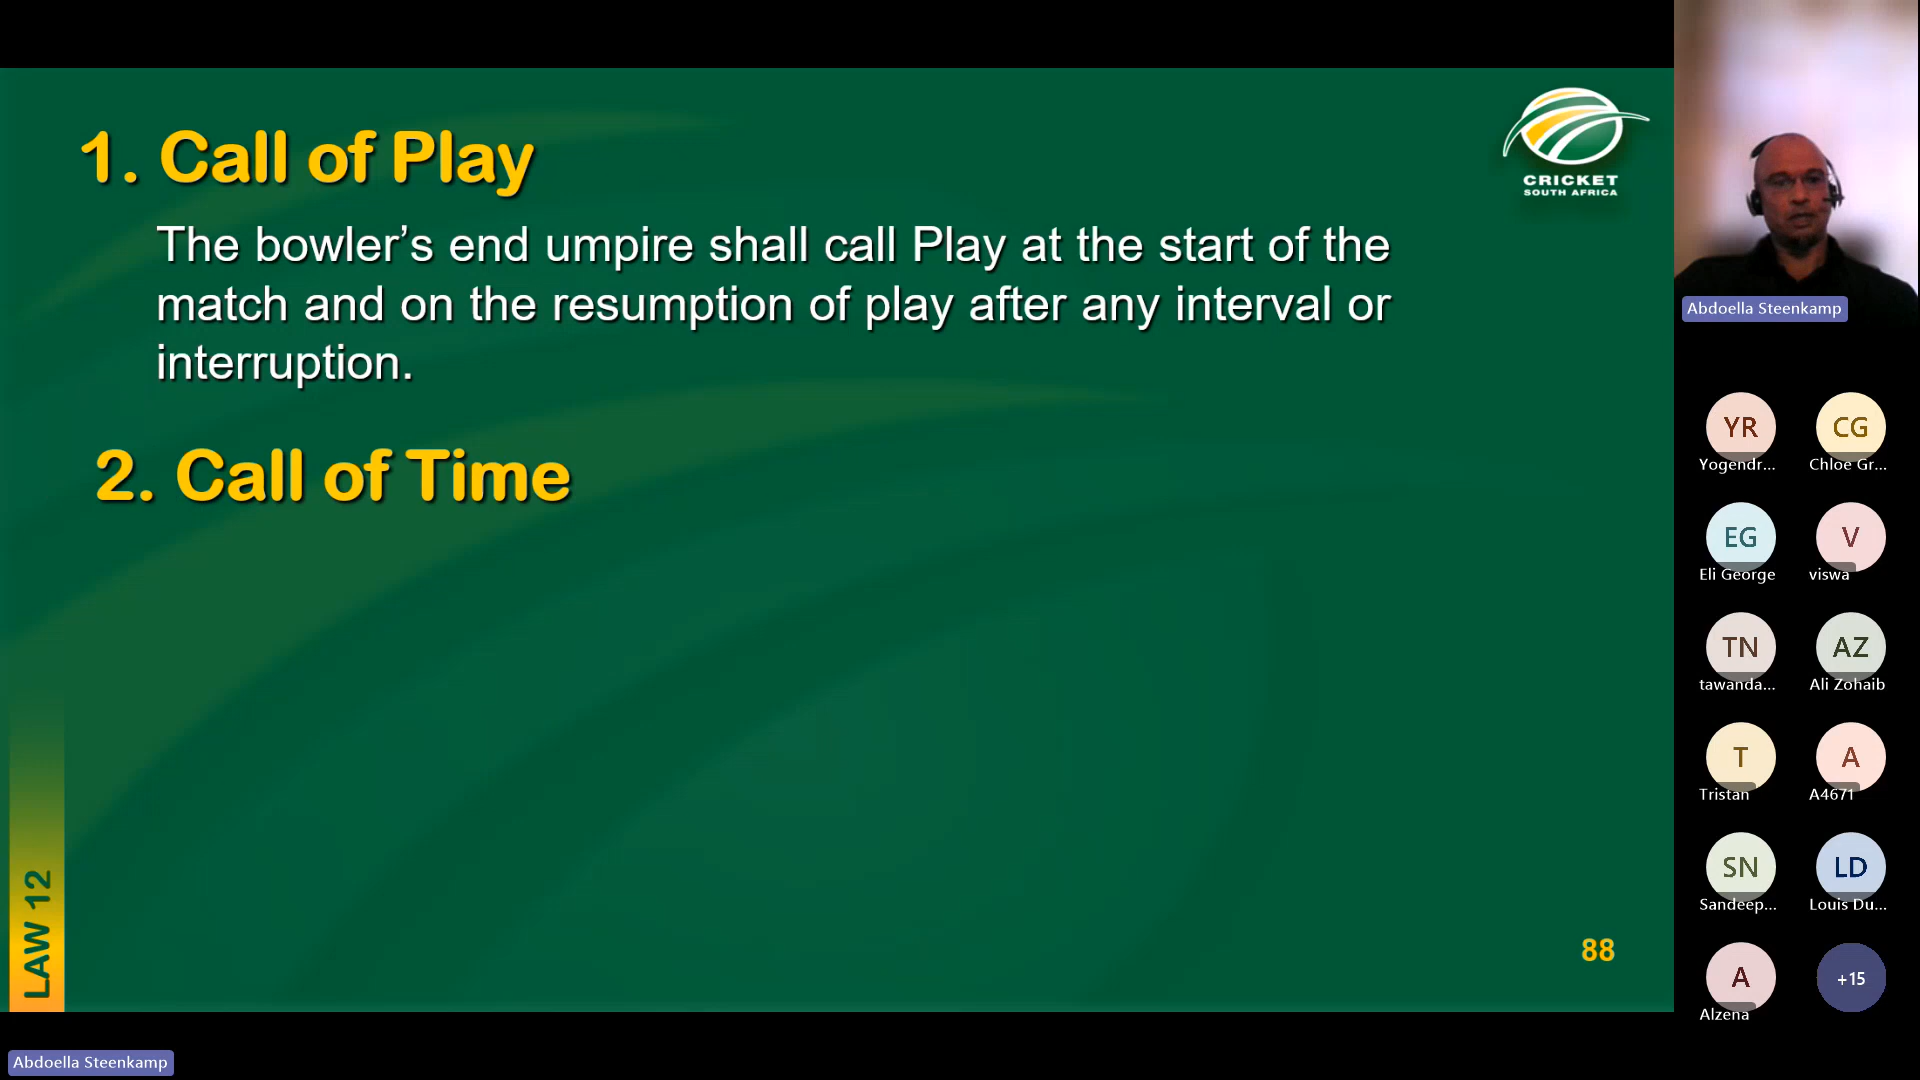 1. Call of Play
The bowler’s end umpire shall call Play at the start of the
match and on the resumption of play after any interval or
interruption.
2. Call of Time
CRICKET
SOUTH AFRICA
LAW 12
88
Abdoella Steenkamp
Abdoella Steenkamp
YR
Yogendr...
CG
Chloe Gr...
EG
Eli George
V
viswa
TN
tawanda...
AZ
Ali Zohaib
T
Tristan
A
A4671
SN
Sandeep...
LD
Louis Du...
A
Alzena
+15